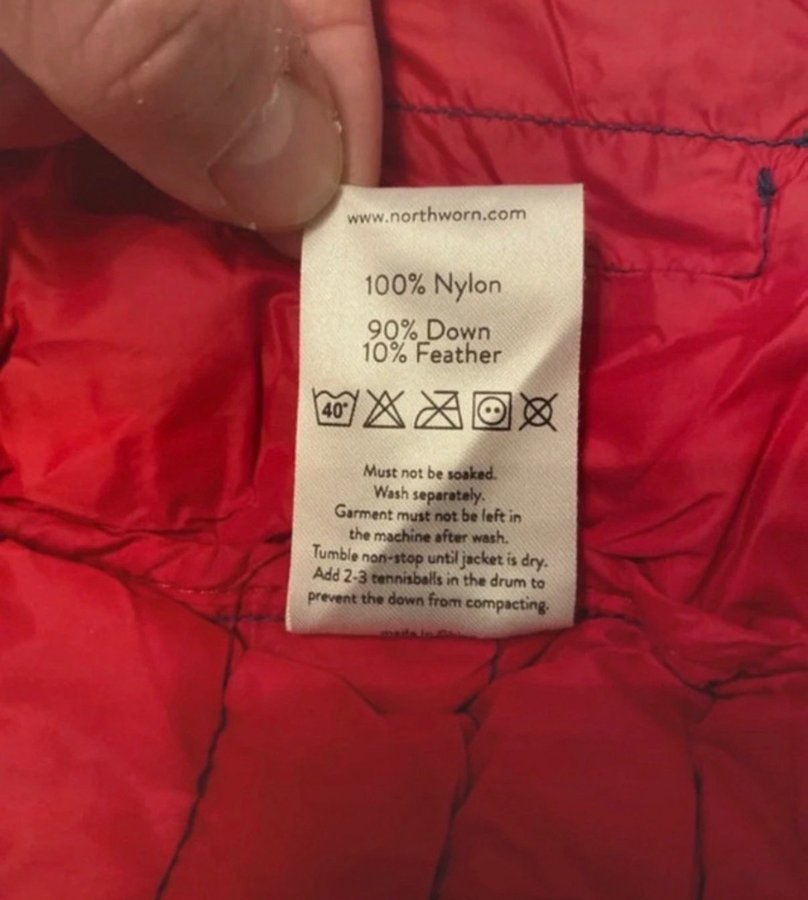 www.northworn.com
100% Nylon
90% Down
10% Feather
40°
Must not be soaked.
Wash separately.
Garment must not be left in
the machine after wash.
Tumble non-stop until jacket is dry.
Add 2-3 tennisballs in the drum to
prevent the down from compacting.
made in